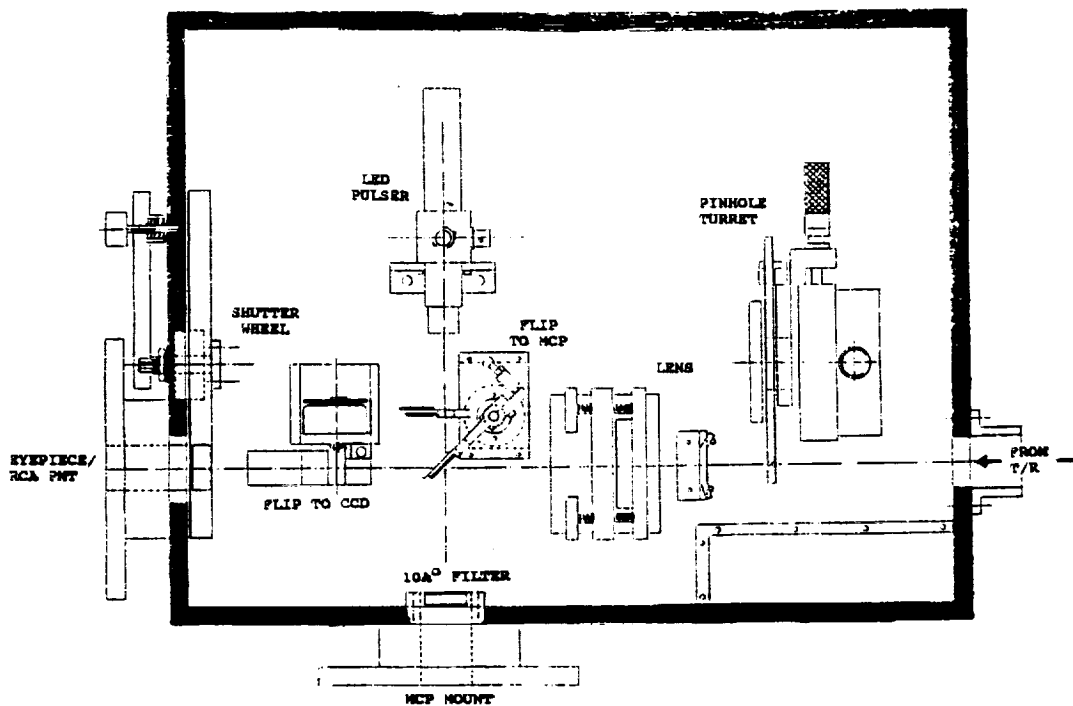 LED
PULSER
PINHOLE
TURRET
SHUTTER
WHEEL
FLIP
TO MCP
LENS
EYEPIECE/
RCA PMT
FROM
T/R
FLIP TO CCD
10A° FILTER
MCP MOUNT